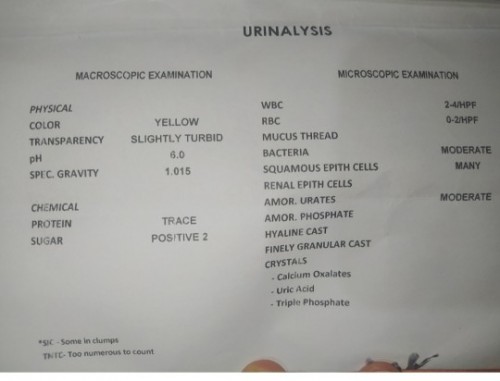 URINALYSIS
MACROSCOPIC EXAMINATION
PHYSICAL
COLOR YELLOW
TRANSPARENCY SLIGHTLY TURBID
pH 6.0
SPEC. GRAVITY 1.015
CHEMICAL
PROTEIN TRACE
SUGAR POSITIVE 2
MICROSCOPIC EXAMINATION
WBC 2-4/HPF
RBC 0-2/HPF
MUCUS THREAD
BACTERIA MODERATE
SQUAMOUS EPITH CELLS MANY
RENAL EPITH CELLS
AMOR. URATES MODERATE
AMOR. PHOSPHATE
HYALINE CAST
FINELY GRANULAR CAST
CRYSTALS
- Calcium Oxalates
- Uric Acid
- Triple Phosphate
*SIC - Some in clumps
TNTC- Too numerous to count